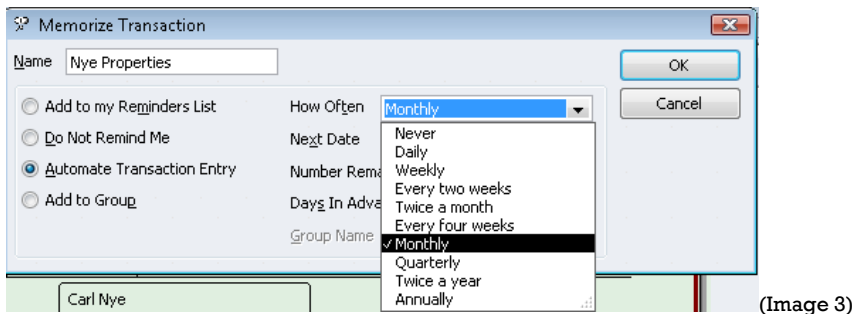 Memorize Transaction
Name Nye Properties
OK
Cancel
Add to my Reminders List
Do Not Remind Me
Automate Transaction Entry
Add to Group
How Often Monthly
Next Date
Number Rema
Days In Adva
Group Name
Never
Daily
Weekly
Every two weeks
Twice a month
Every four weeks
✓Monthly
Quarterly
Twice a year
Annually
Carl Nye
(Image 3)